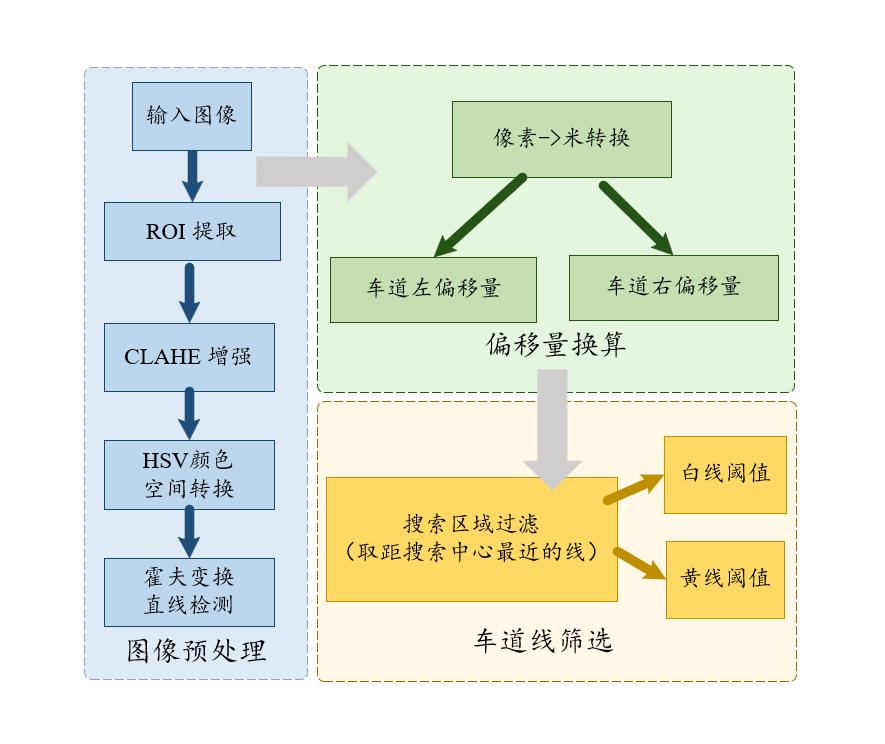 输入图像
ROI 提取
CLAHE 增强
HSV颜色
空间转换
霍夫变换
直线检测
图像预处理
像素->米转换
车道左偏移量
车道右偏移量
偏移量换算
搜索区域过滤
（取距搜索中心最近的线）
白线阈值
黄线阈值
车道线筛选